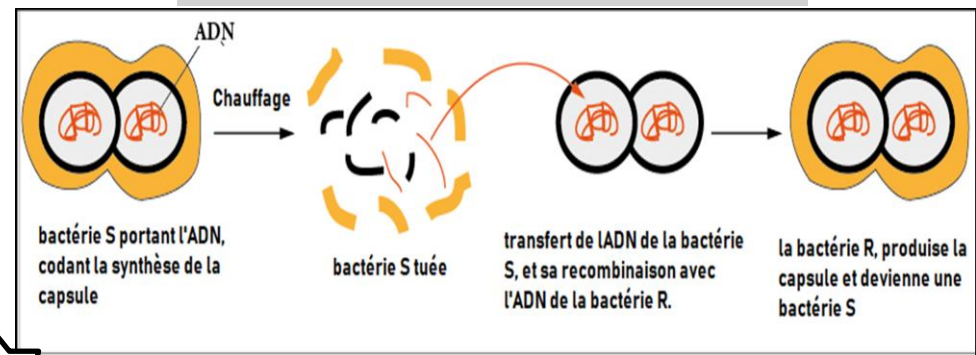 ADN
Chauffage
bactérie S portant l'ADN,
codant la synthèse de la
capsule
bactérie S tuée
transfert de lADN de la bactérie
S, et sa recombinaison avec
l'ADN de la bactérie R.
la bactérie R, produise la
capsule et devienne une
bactérie S